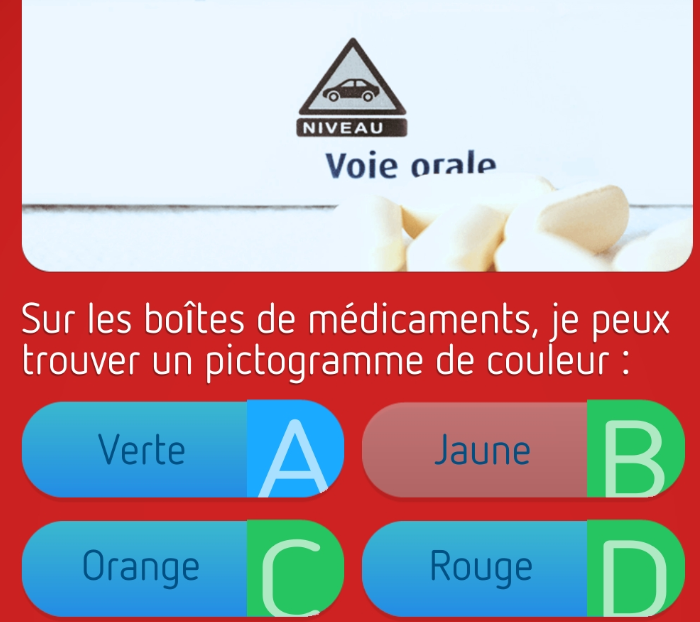 NIVEAU
Voie orale
Sur les boîtes de médicaments, je peux
trouver un pictogramme de couleur :
Verte A
Jaune B
Orange C
Rouge D